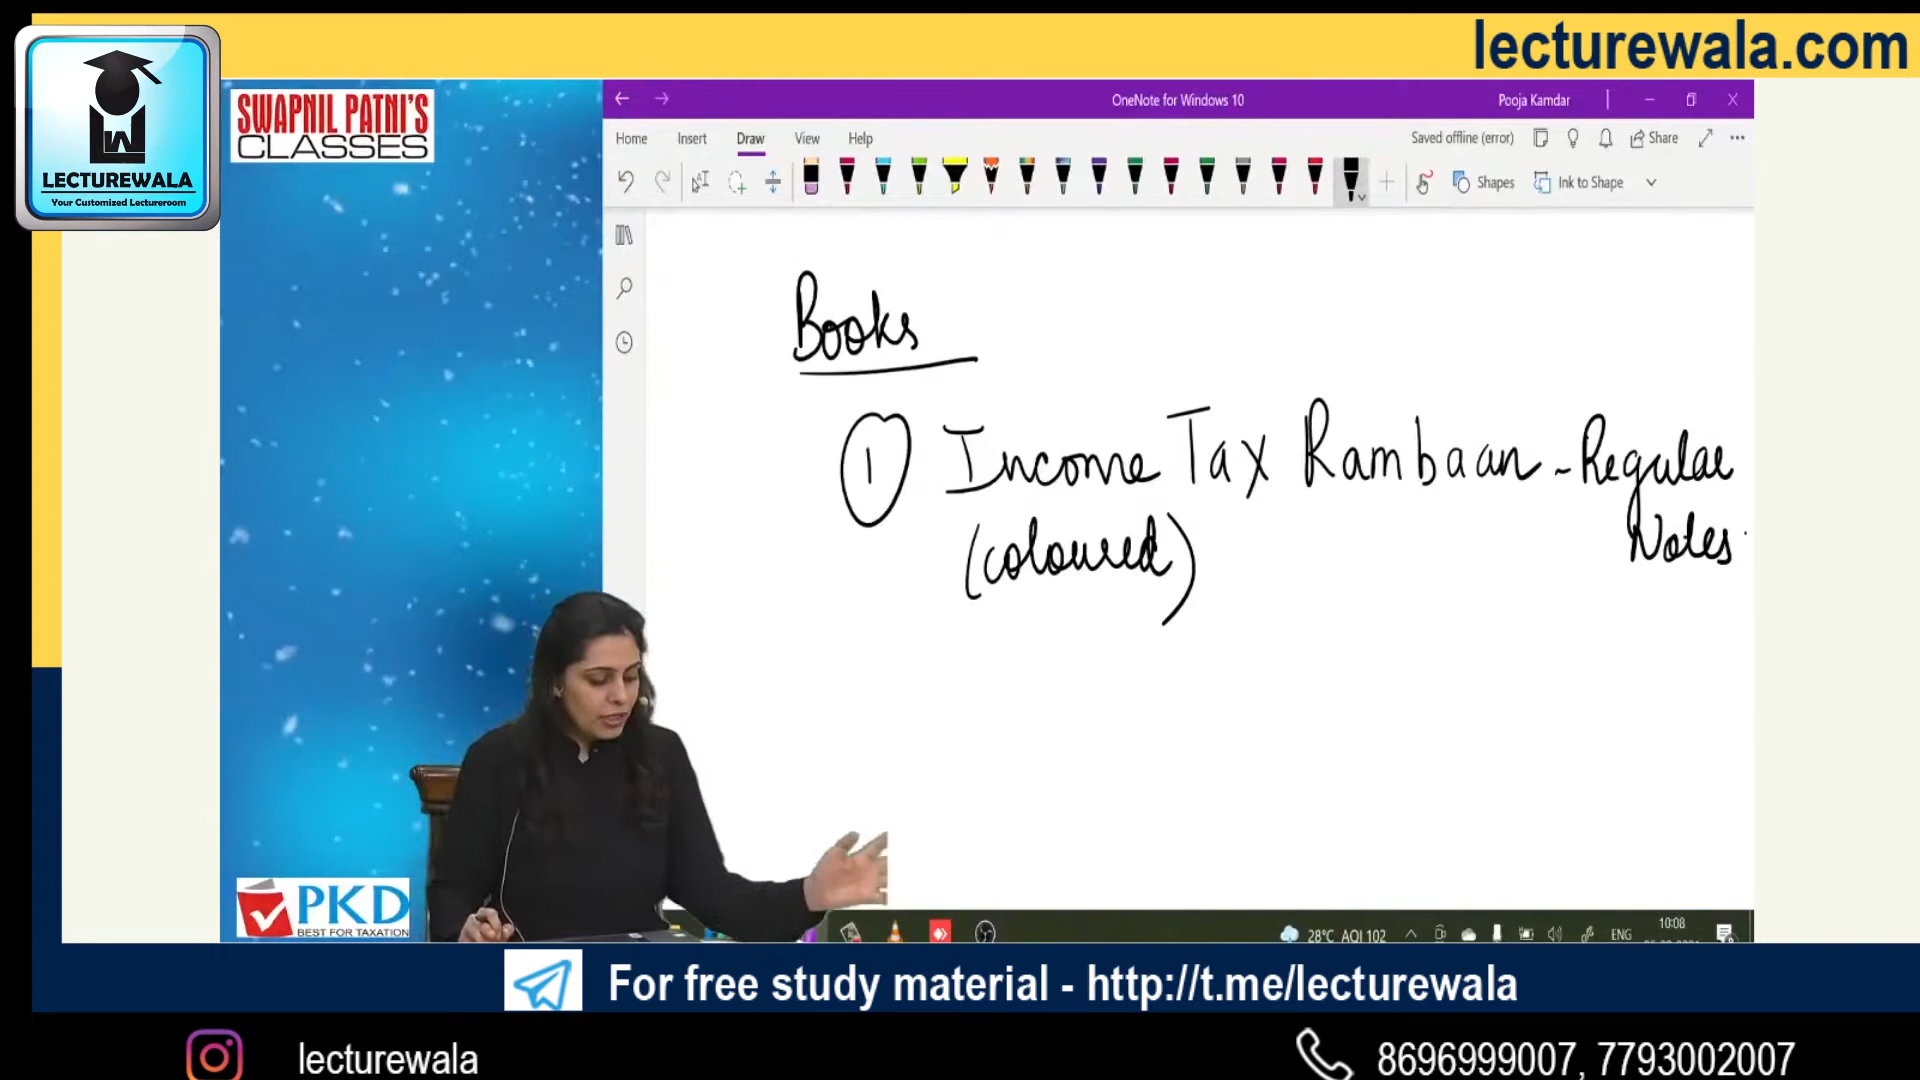 lecturewala.com
LW
LECTUREWALA
Your Customized Lectureroom
SWAPNIL PATNI'S
CLASSES
OneNote for Windows 10
Pooja Kamdar
Home Insert Draw View Help
Saved offline (error)
Share
Shapes
Ink to Shape
Books
1 Income Tax Rambaan - Regular
Notes.
(coloured)
PKD
BEST FOR TAXATION
28°C AQI 102
ENG
10:08
For free study material - http://t.me/lecturewala
lecturewala
8696999007, 7793002007